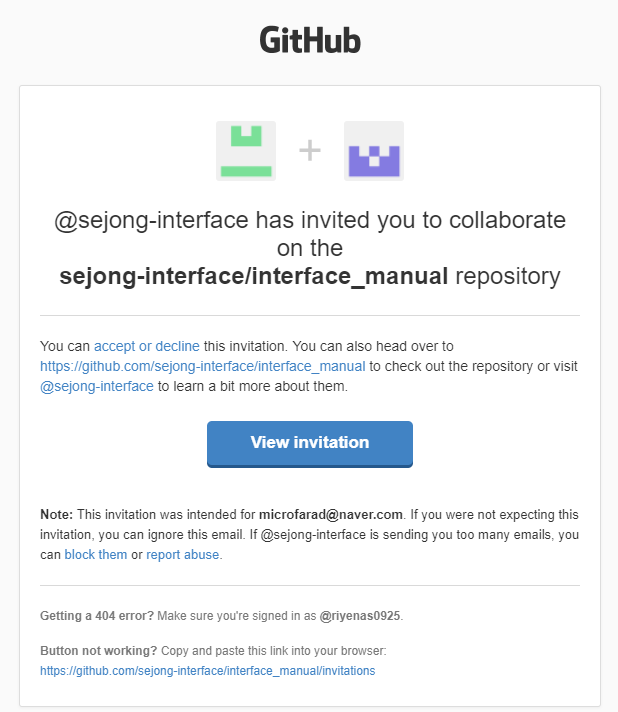 GitHub
+
@sejong-interface has invited you to collaborate
on the
sejong-interface/interface_manual repository
You can accept or decline this invitation. You can also head over to
https://github.com/sejong-interface/interface_manual to check out the repository or visit
@sejong-interface to learn a bit more about them.
View invitation
Note: This invitation was intended for microfarad@naver.com. If you were not expecting this
invitation, you can ignore this email. If @sejong-interface is sending you too many emails, you
can block them or report abuse.
Getting a 404 error? Make sure you're signed in as @riyenas0925.
Button not working? Copy and paste this link into your browser:
https://github.com/sejong-interface/interface_manual/invitations